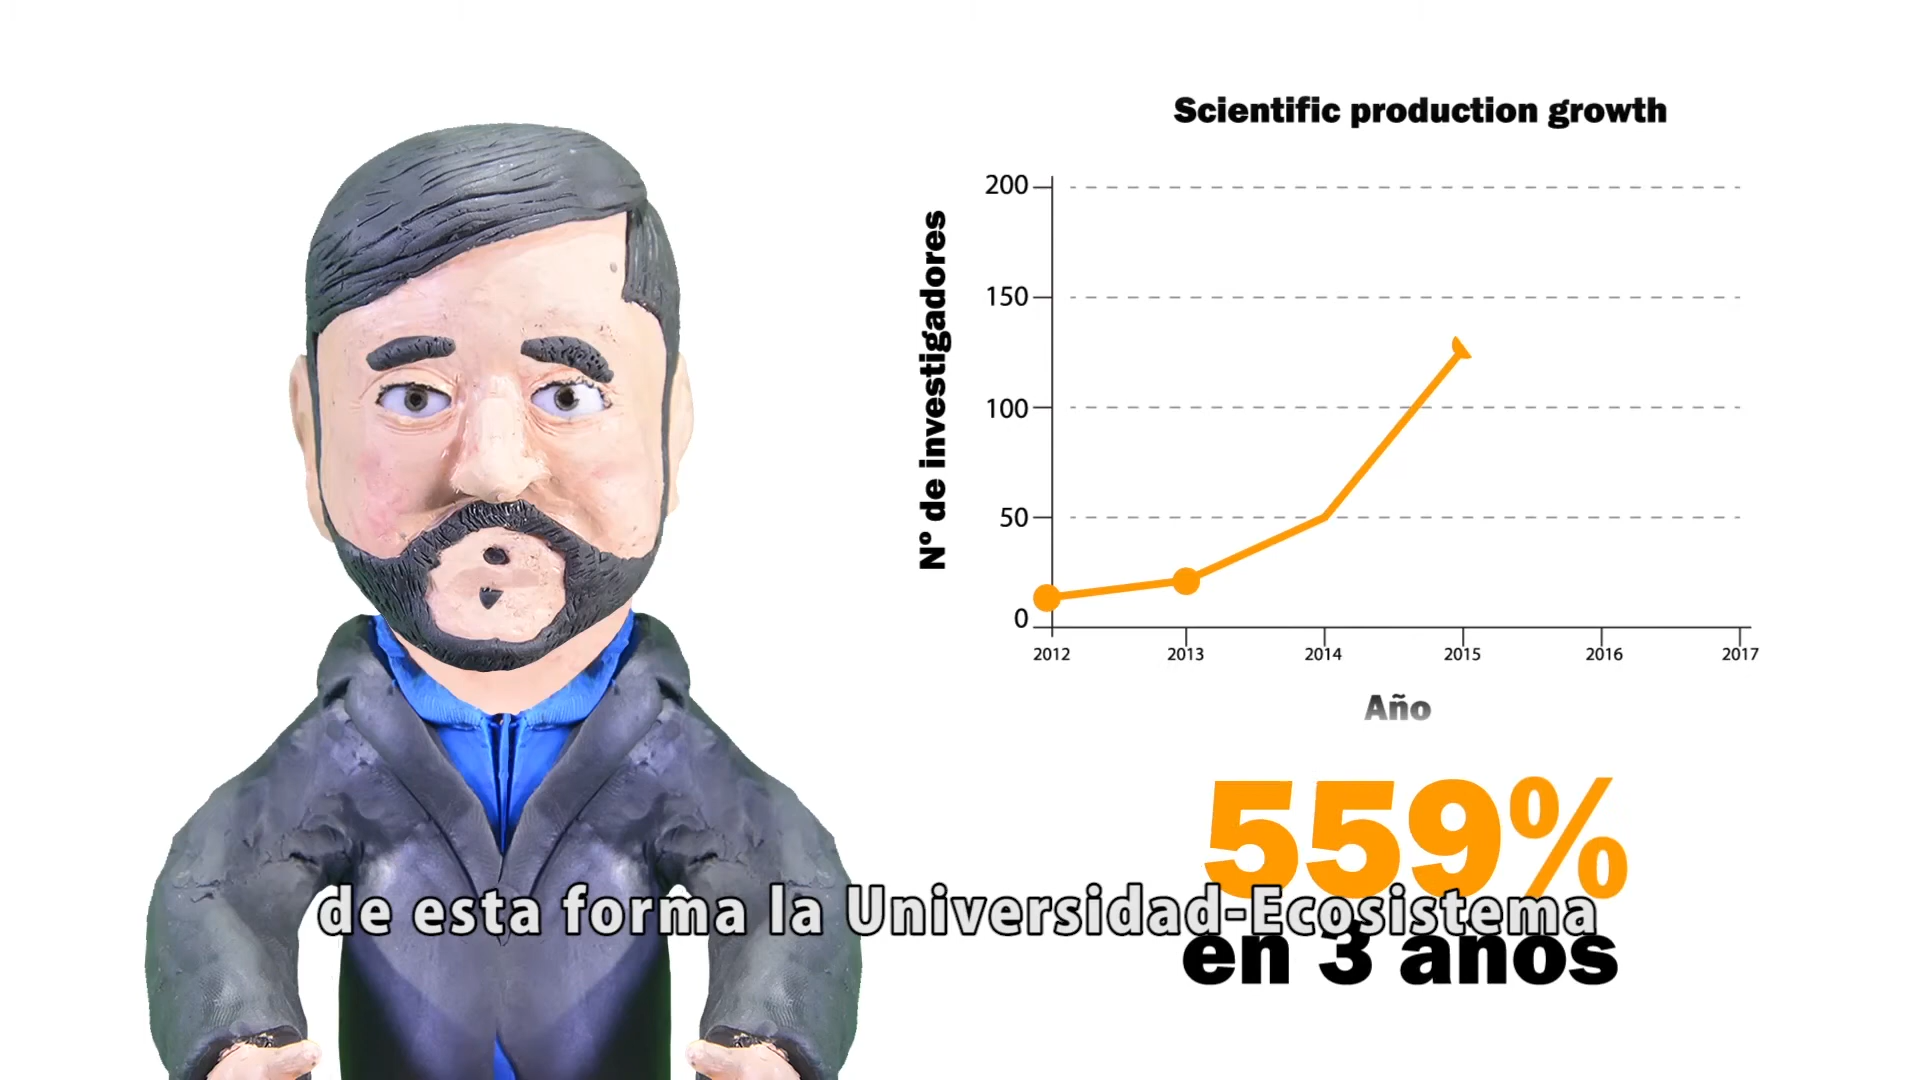 Scientific production growth
200
150
100
50
0
Nº de investigadores
2012 2013 2014 2015 2016 2017
Año
559%
de esta forma la Universidad-Ecosistema
en 3 años